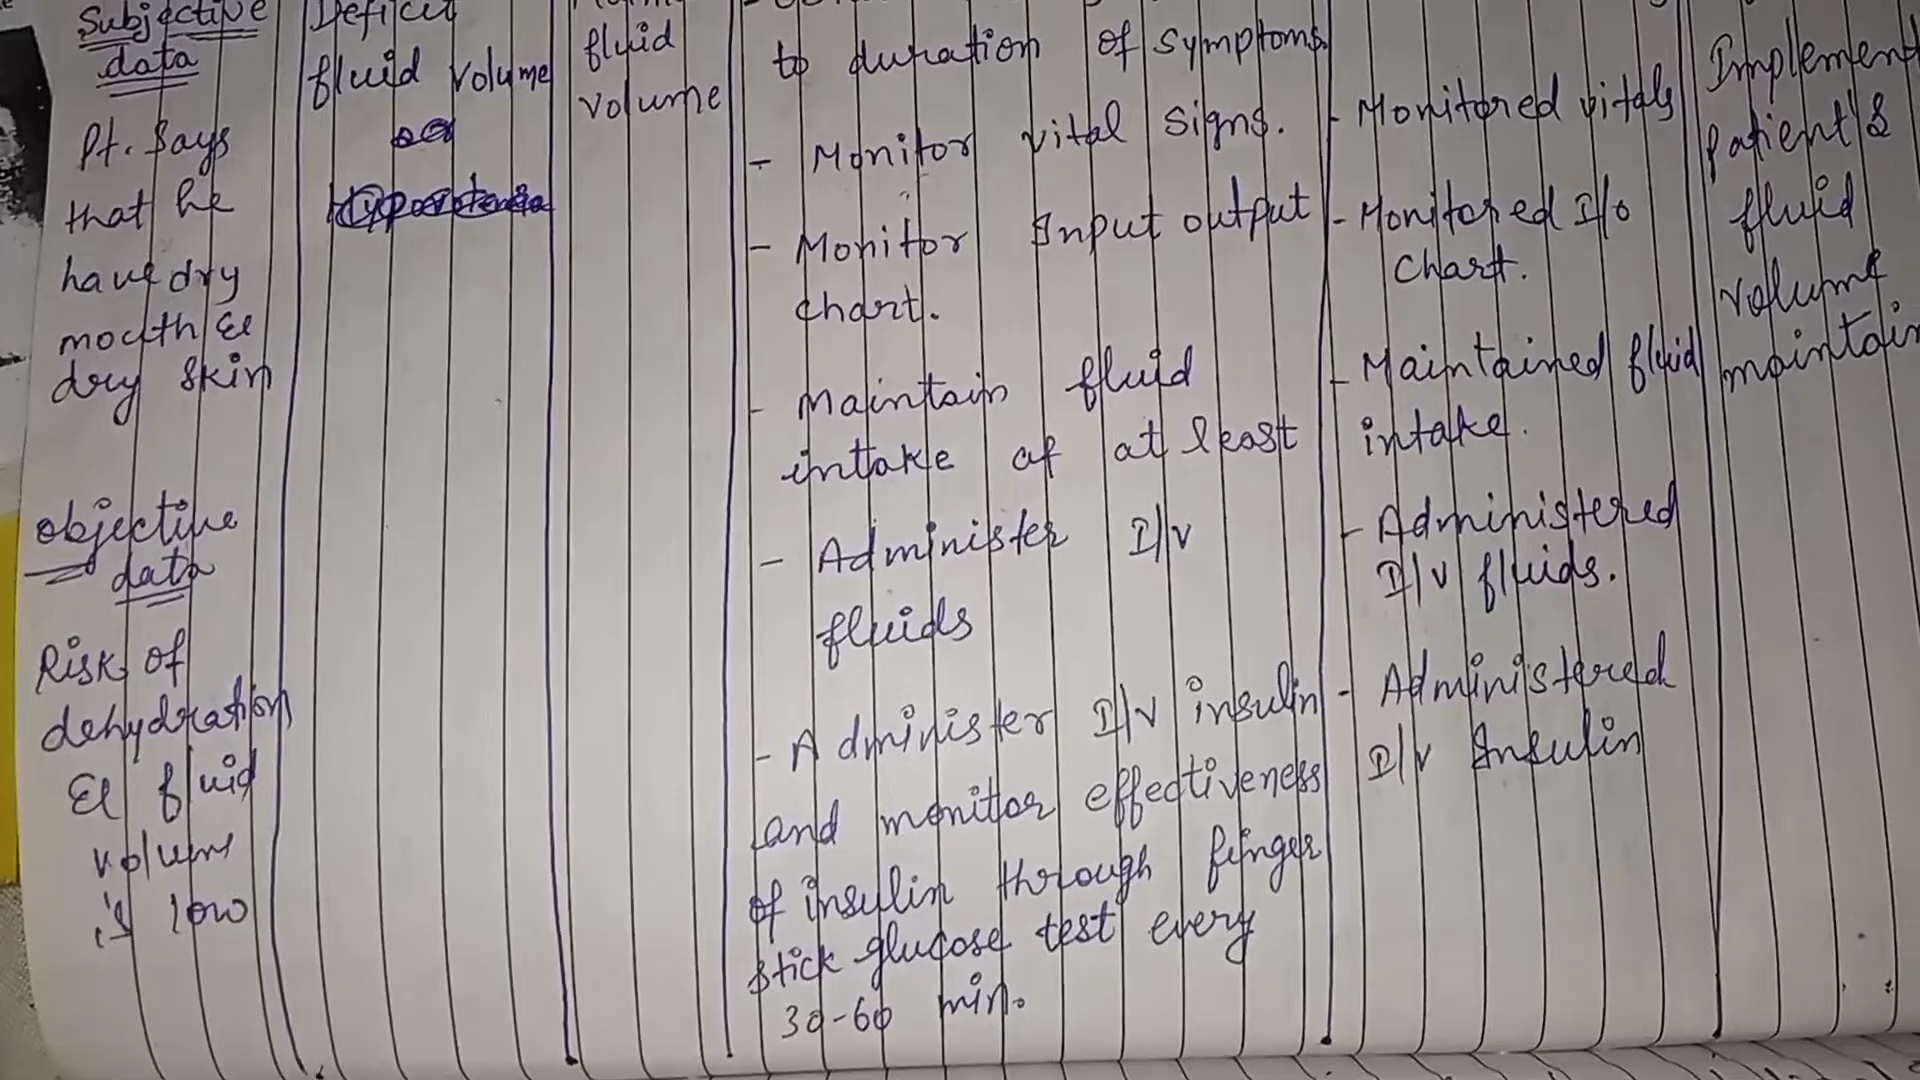 Subjective
data
Pt. says
that he
have dry
mouth &
dry skin
Objective
data
Risk of
dehydration
& fluid
volum
is low
Deficit
fluid volume
fluid
volume
to duration of symptoms.
- Monitor vital signs.
- Monitor Input output
chart.
- Maintain fluid
intake of at least
- Administer I/V
fluids
- Administer I/V insulin
and monitor effectiveness
of insulin through finger
stick glucose test every
30-60 min.
- Monitored vitals
- Monitored I/o
chart.
- Maintained fluid
intake.
- Administered
I/V fluids.
- Administered
I/V Insulin
Implement
patient's
fluid
volume
maintain